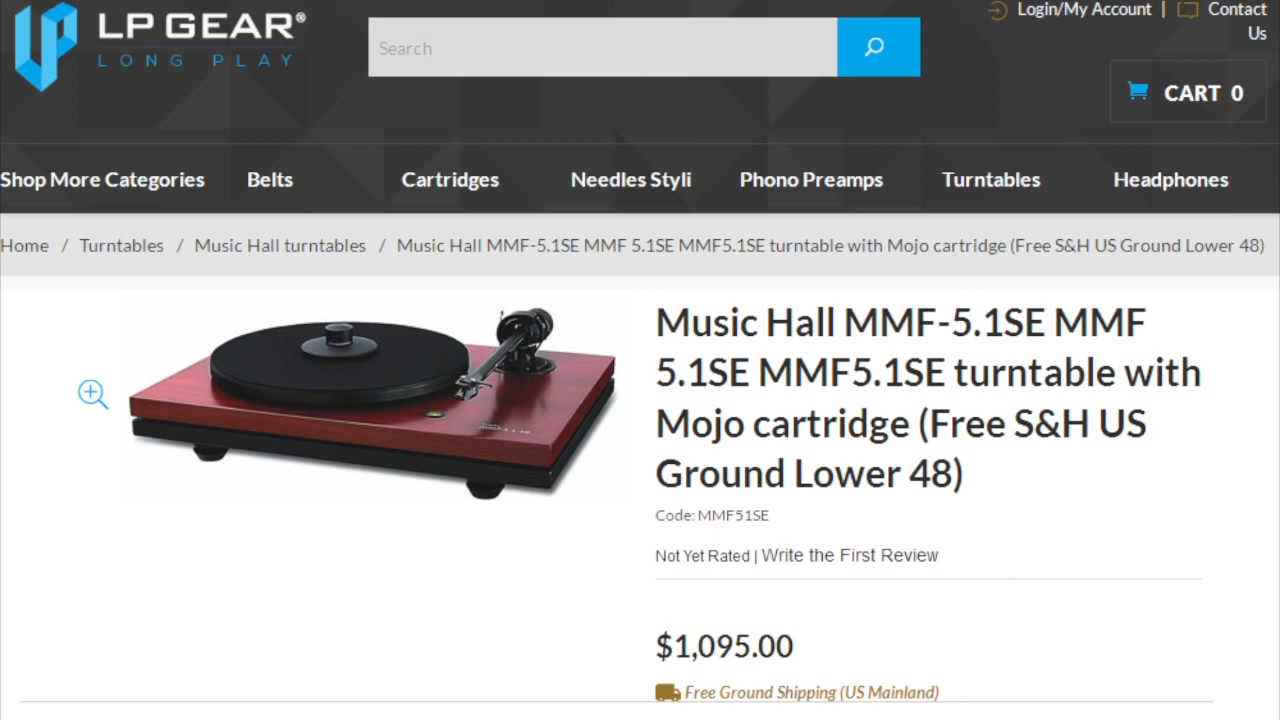 LP GEAR®
LONG PLAY
Search
Login/My Account | Contact
Us
CART 0
Shop More Categories Belts Cartridges Needles Styli Phono Preamps Turntables Headphones
Home / Turntables / Music Hall turntables / Music Hall MMF-5.1SE MMF 5.1SE MMF5.1SE turntable with Mojo cartridge (Free S&H US Ground Lower 48)
Music Hall MMF-5.1SE MMF
5.1SE MMF5.1SE turntable with
Mojo cartridge (Free S&H US
Ground Lower 48)
Code: MMF51SE
Not Yet Rated | Write the First Review
$1,095.00
Free Ground Shipping (US Mainland)